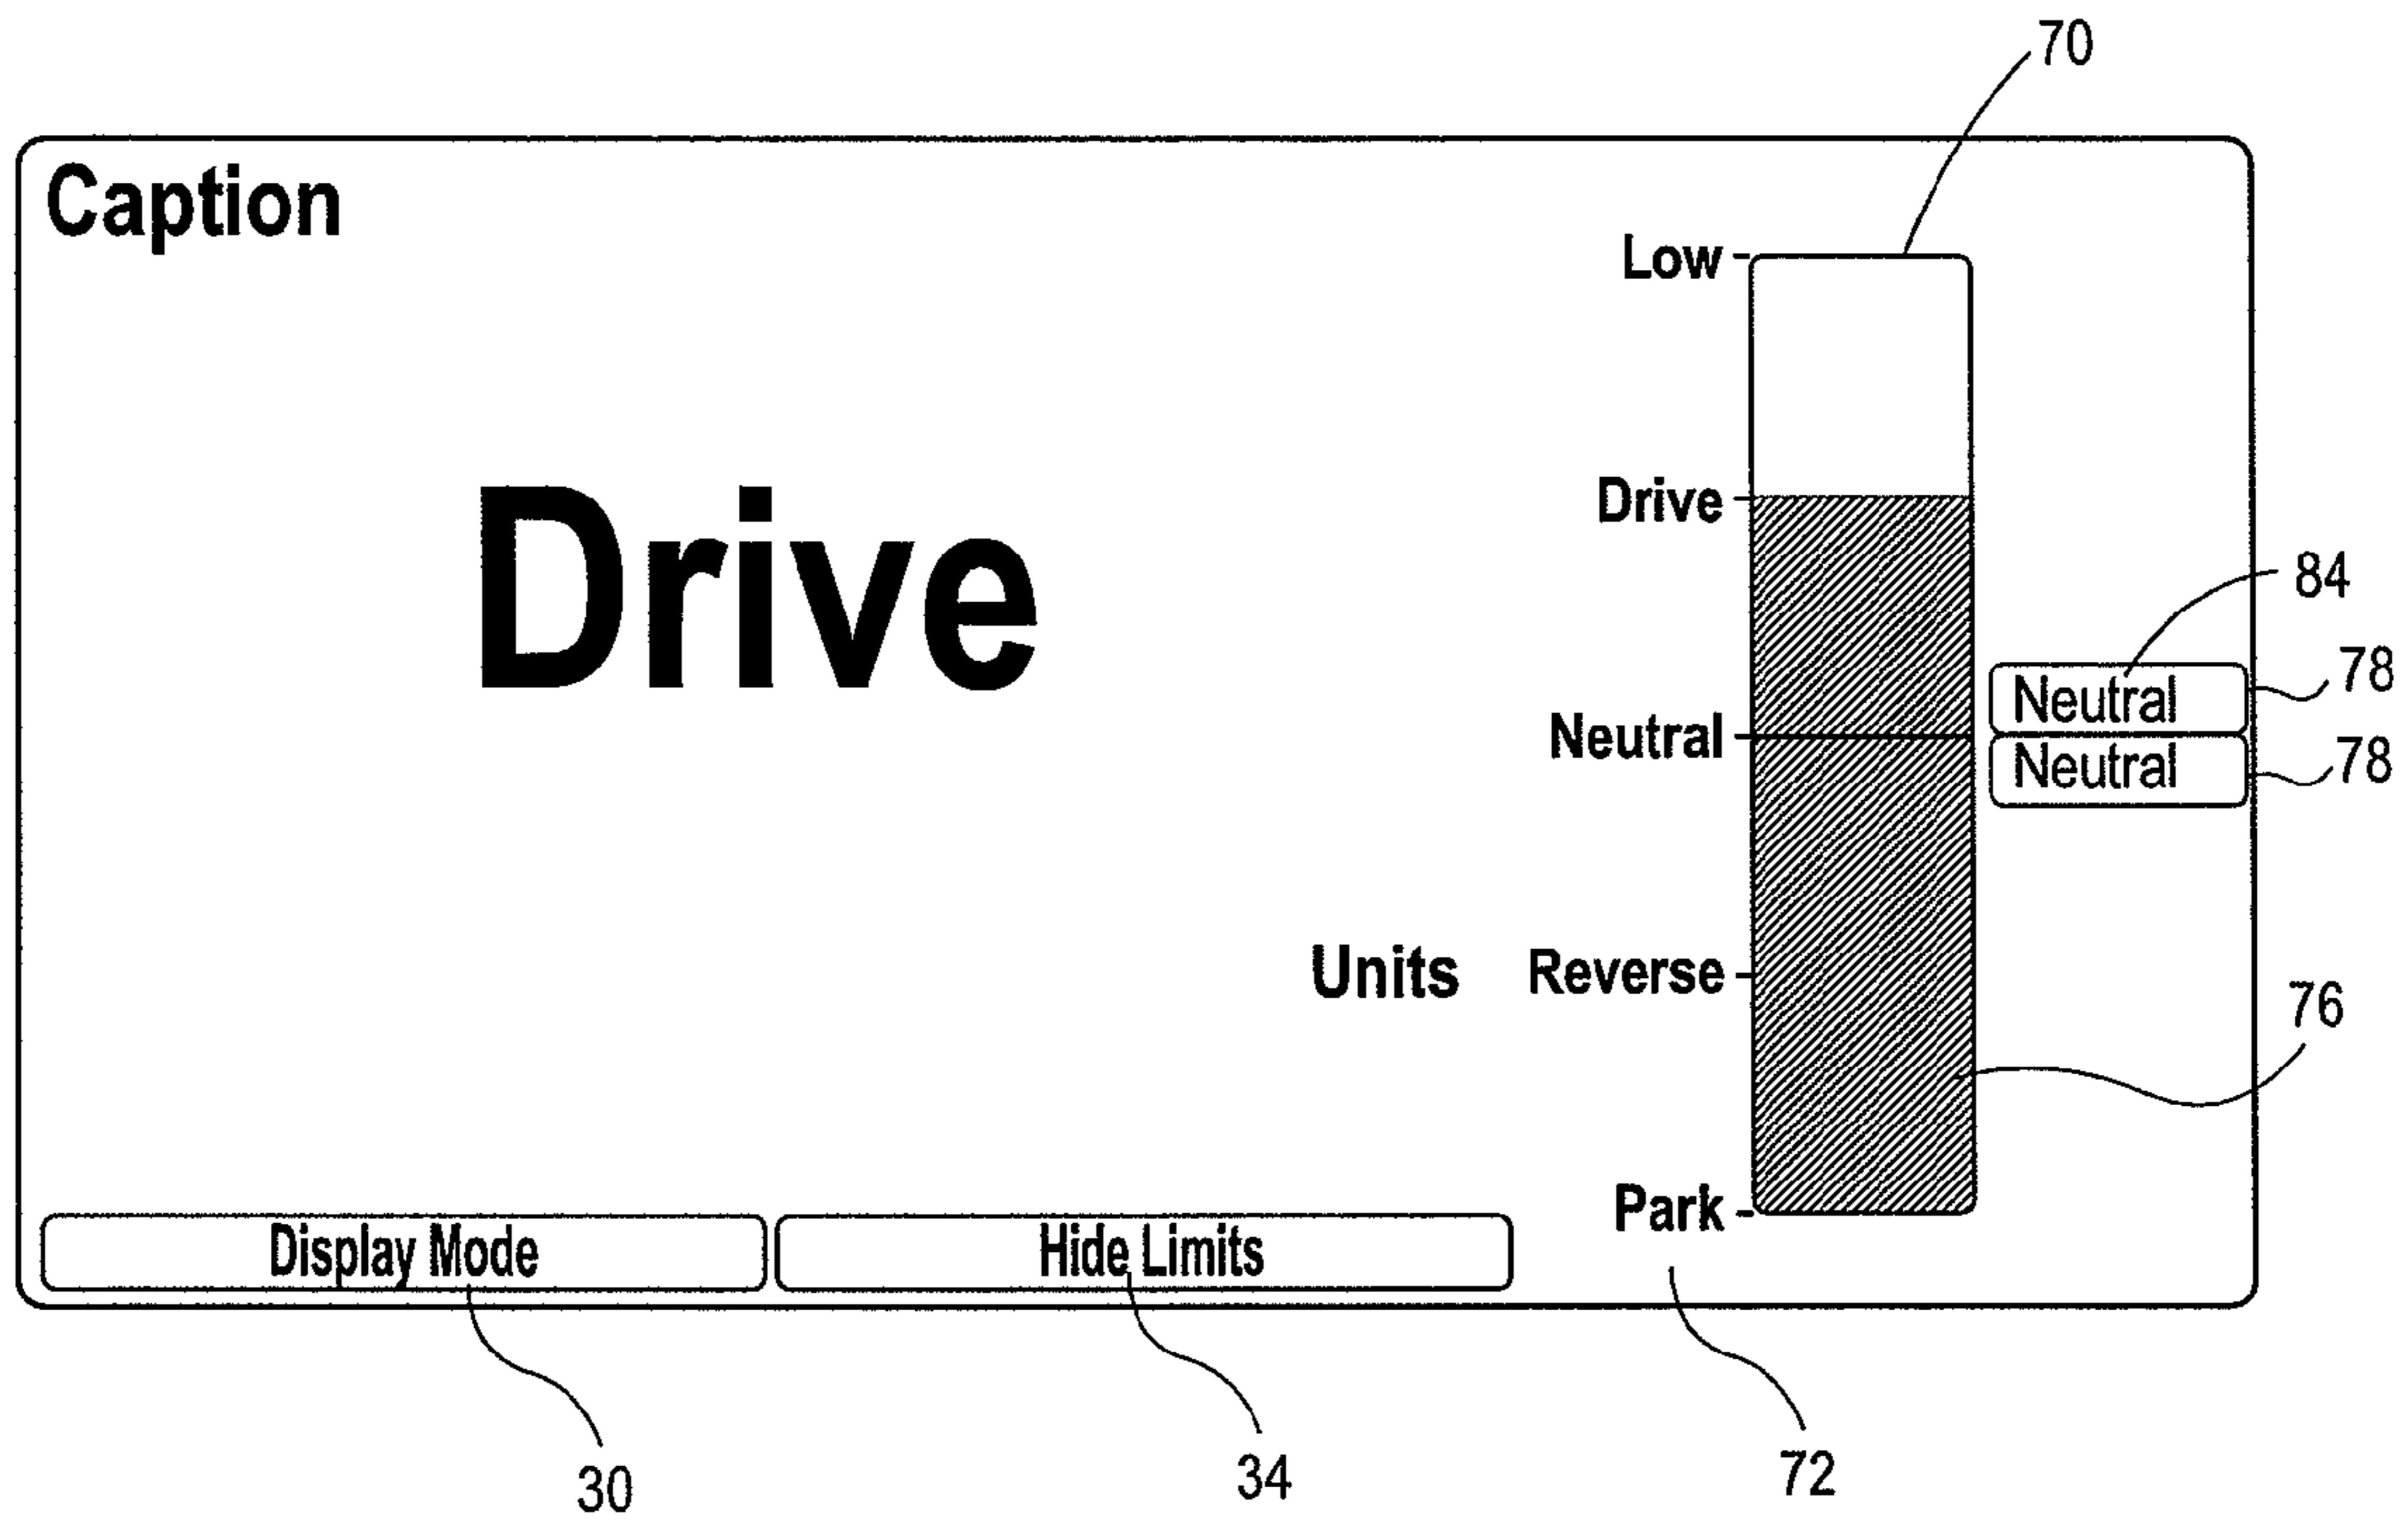 70
Caption
Low
Drive
Drive
84
Neutral
78
Neutral
Neutral
78
Units
Reverse
76
Park
Display Mode
Hide Limits
30
34
72